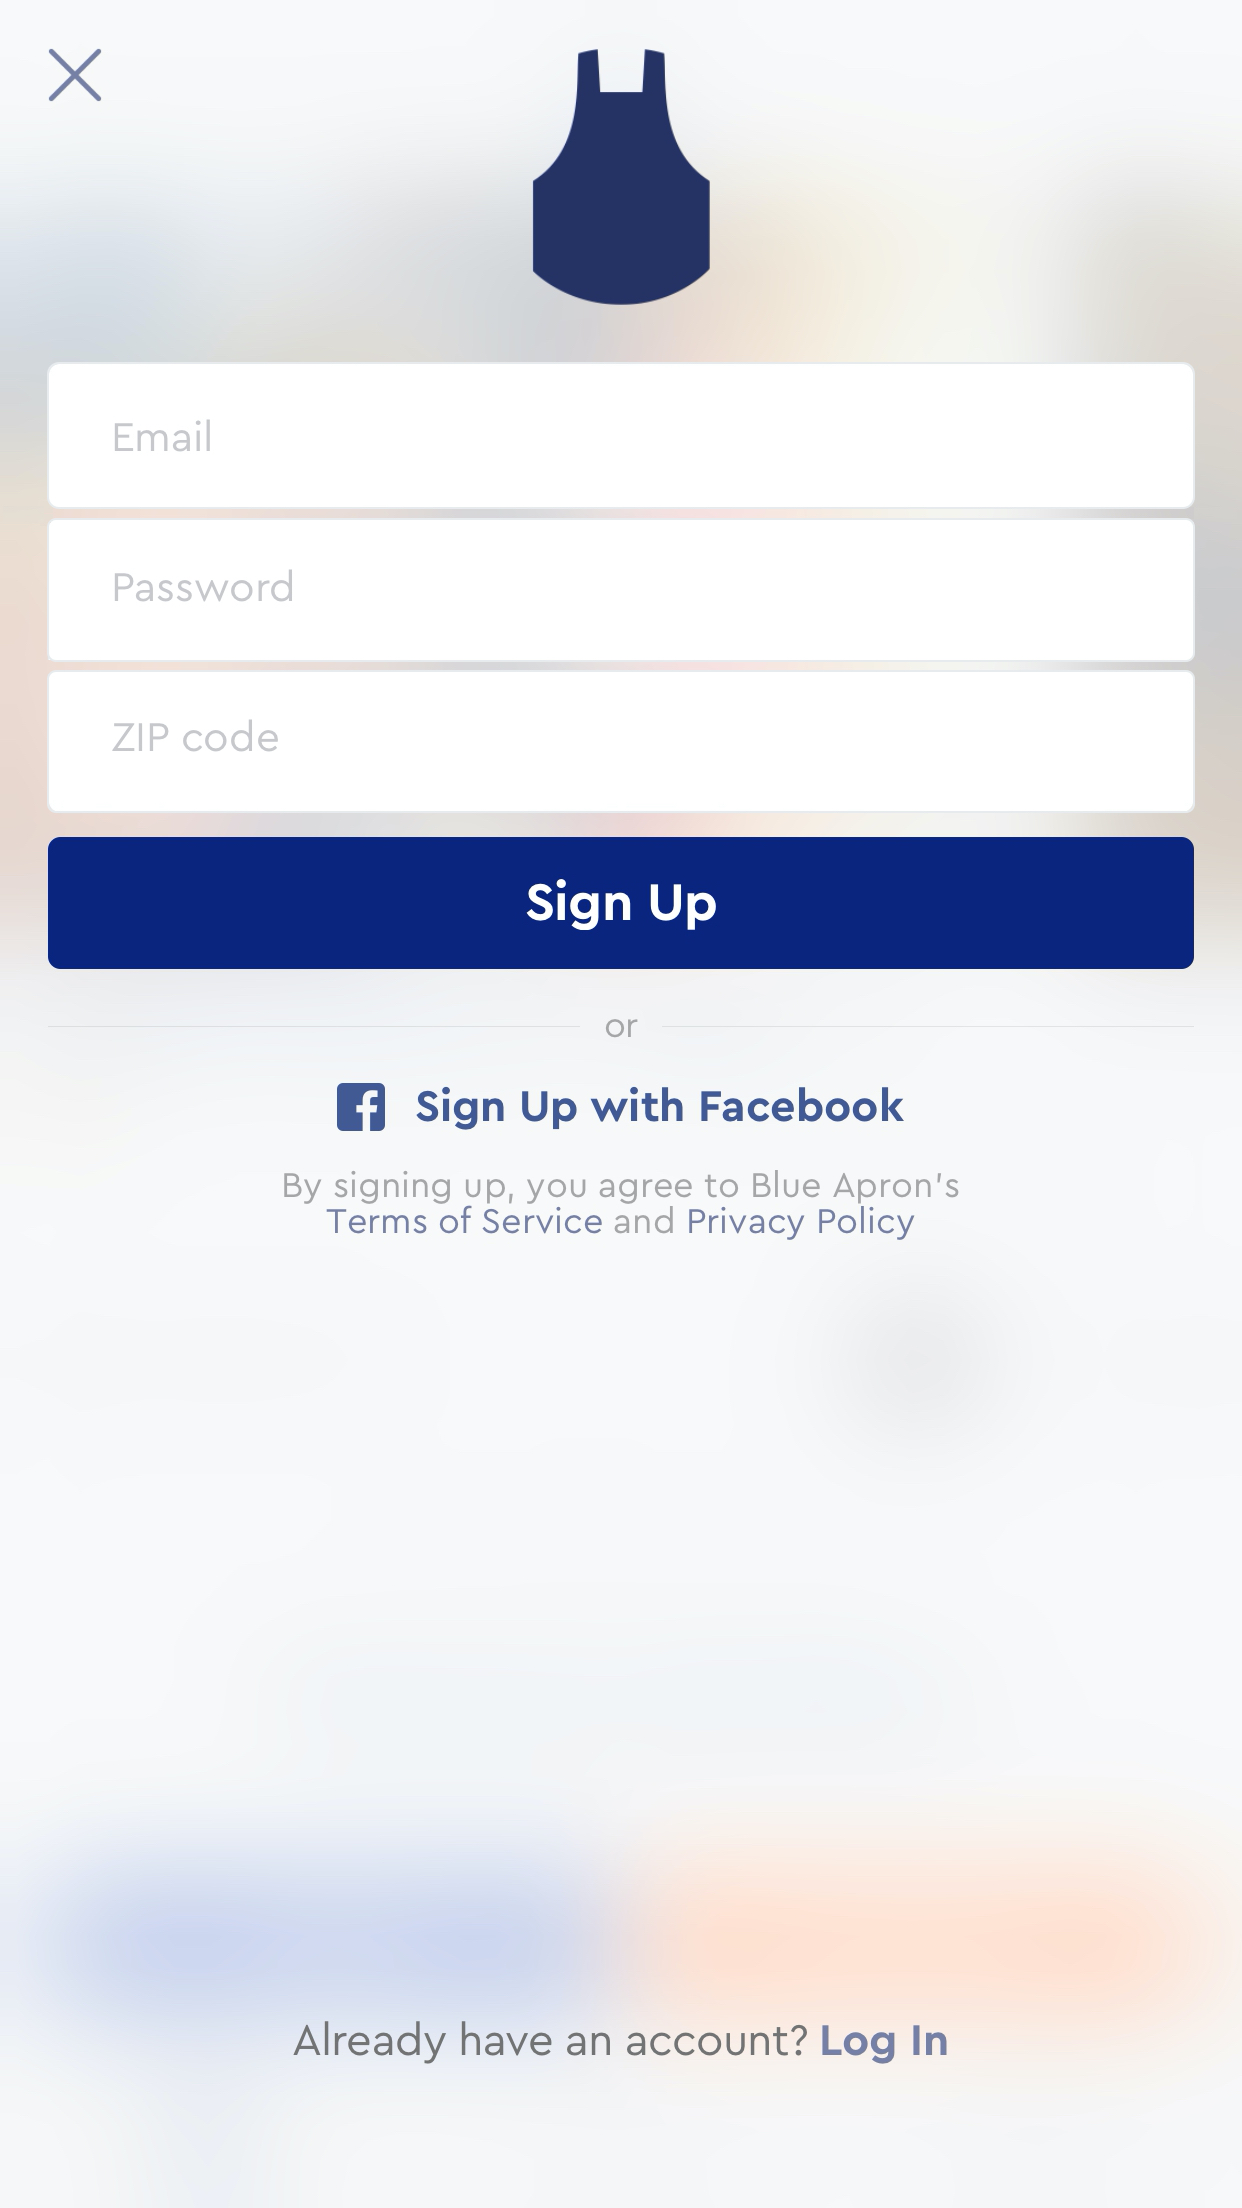 Email
Password
ZIP code
Sign Up
or
Sign Up with Facebook
By signing up, you agree to Blue Apron's
Terms of Service and Privacy Policy
Already have an account? Log In